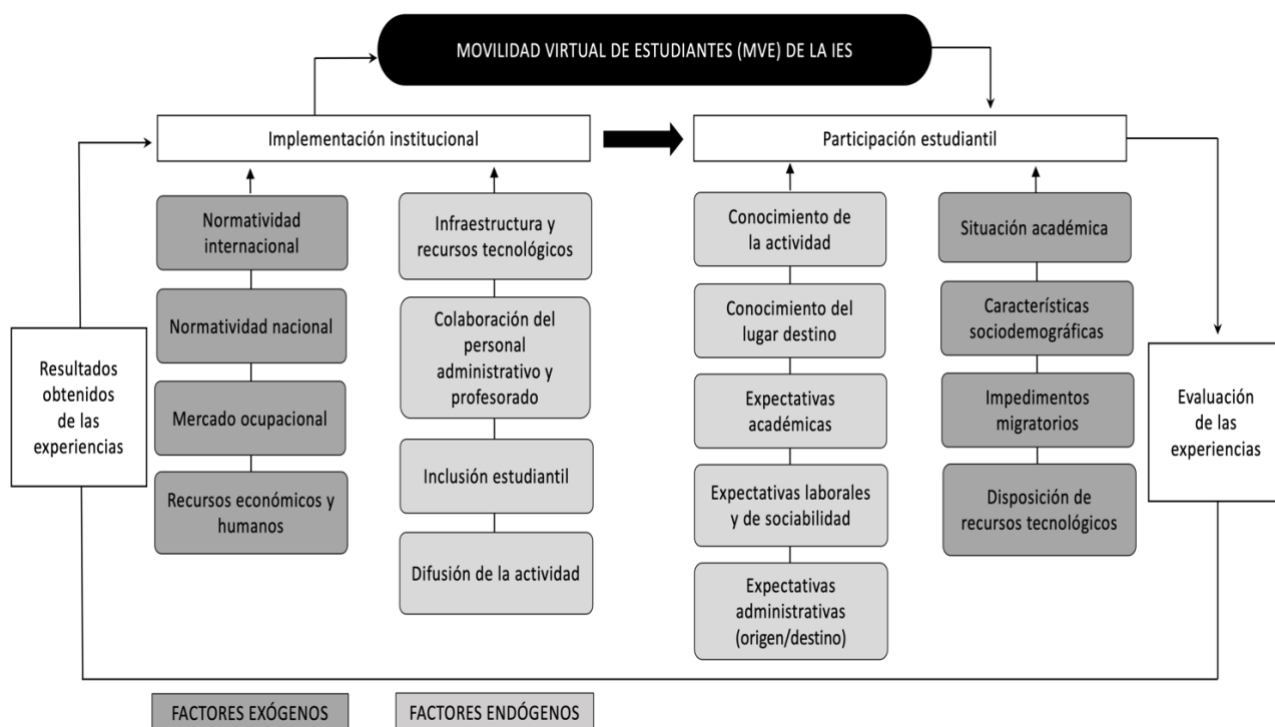 MOVILIDAD VIRTUAL DE ESTUDIANTES (MVE) DE LA IES
Implementación institucional
Participación estudiantil
Normatividad
internacional
Normatividad nacional
Mercado ocupacional
Recursos económicos y
humanos
Infraestructura y
recursos tecnológicos
Colaboración del
personal
administrativo y
profesorado
Inclusión estudiantil
Difusión de la actividad
Conocimiento de
la actividad
Conocimiento del
lugar destino
Expectativas
académicas
Expectativas laborales
y de sociabilidad
Expectativas
administrativas
(origen/destino)
Situación académica
Características
sociodemográficas
Impedimentos
migratorios
Disposición de
recursos tecnológicos
Resultados
obtenidos
de las
experiencias
Evaluación
de las
experiencias
FACTORES EXÓGENOS
FACTORES ENDÓGENOS